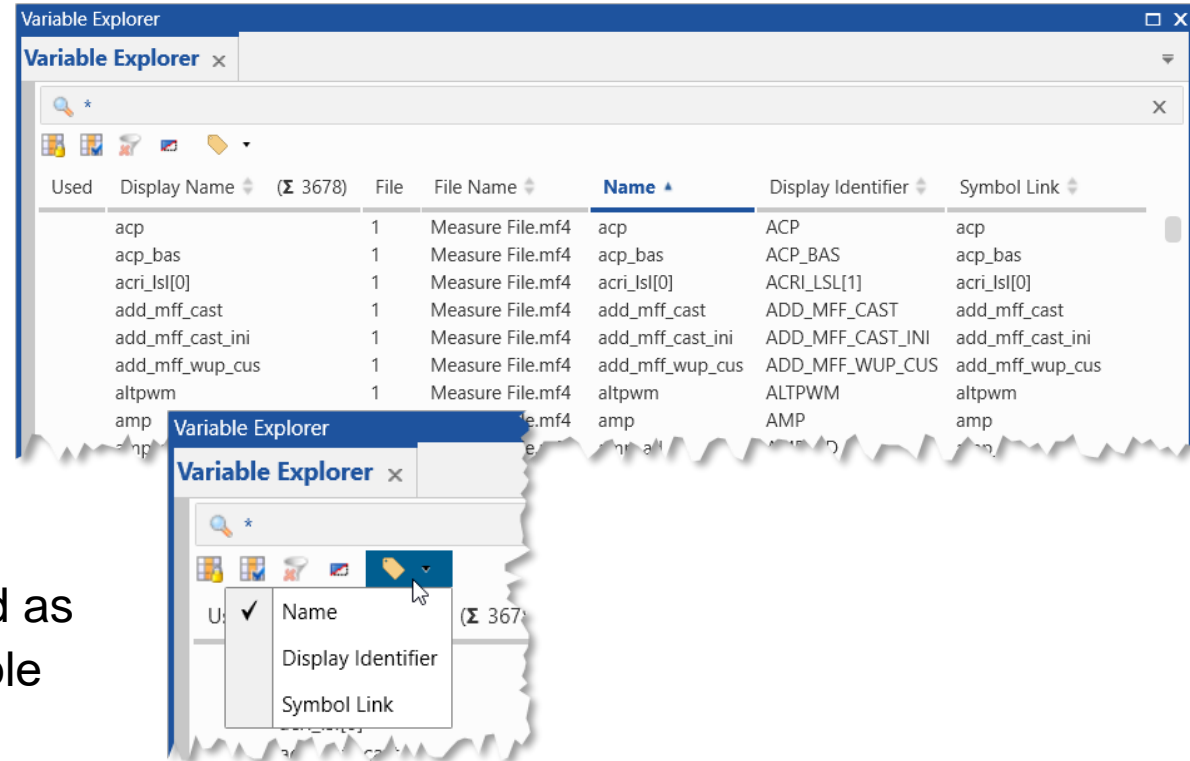 Variable Explorer
Variable Explorer
*
Used Display Name (Σ 3678) File File Name Name Display Identifier Symbol Link
acp 1 Measure File.mf4 acp ACP acp
acp_bas 1 Measure File.mf4 acp_bas ACP_BAS acp_bas
acri_lsl[0] 1 Measure File.mf4 acri_lsl[0] ACRI_LSL[1] acri_lsl[0]
add_mff_cast 1 Measure File.mf4 add_mff_cast ADD_MFF_CAST add_mff_cast
add_mff_cast_ini 1 Measure File.mf4 add_mff_cast_ini ADD_MFF_CAST_INI add_mff_cast_ini
add_mff_wup_cus 1 Measure File.mf4 add_mff_wup_cus ADD_MFF_WUP_CUS add_mff_wup_cus
altpwm 1 Measure File.mf4 altpwm ALTPWM altpwm
amp e.mf4 amp AMP amp
Variable Explorer
Variable Explorer
*
Name (Σ 367
Display Identifier
Symbol Link
d as
ble